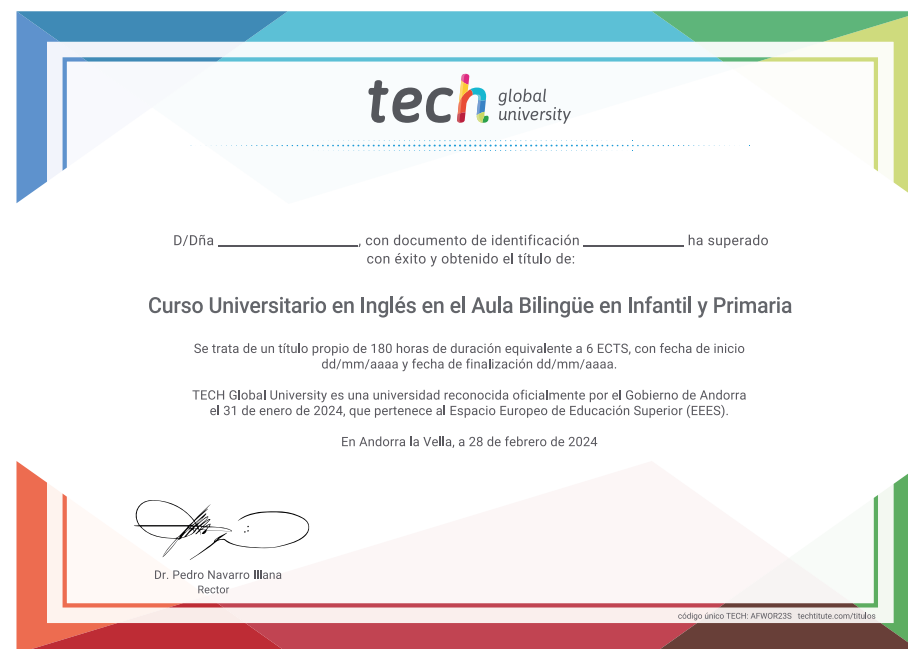 tech global university
D/Dña ____________________, con documento de identificación ______________ ha superado
con éxito y obtenido el título de:
Curso Universitario en Inglés en el Aula Bilingüe en Infantil y Primaria
Se trata de un título propio de 180 horas de duración equivalente a 6 ECTS, con fecha de inicio
dd/mm/aaaa y fecha de finalización dd/mm/aaaa.
TECH Global University es una universidad reconocida oficialmente por el Gobierno de Andorra
el 31 de enero de 2024, que pertenece al Espacio Europeo de Educación Superior (EEES).
En Andorra la Vella, a 28 de febrero de 2024
Dr. Pedro Navarro Illana
Rector
código único TECH: AFWOR23S techtitute.com/titulos